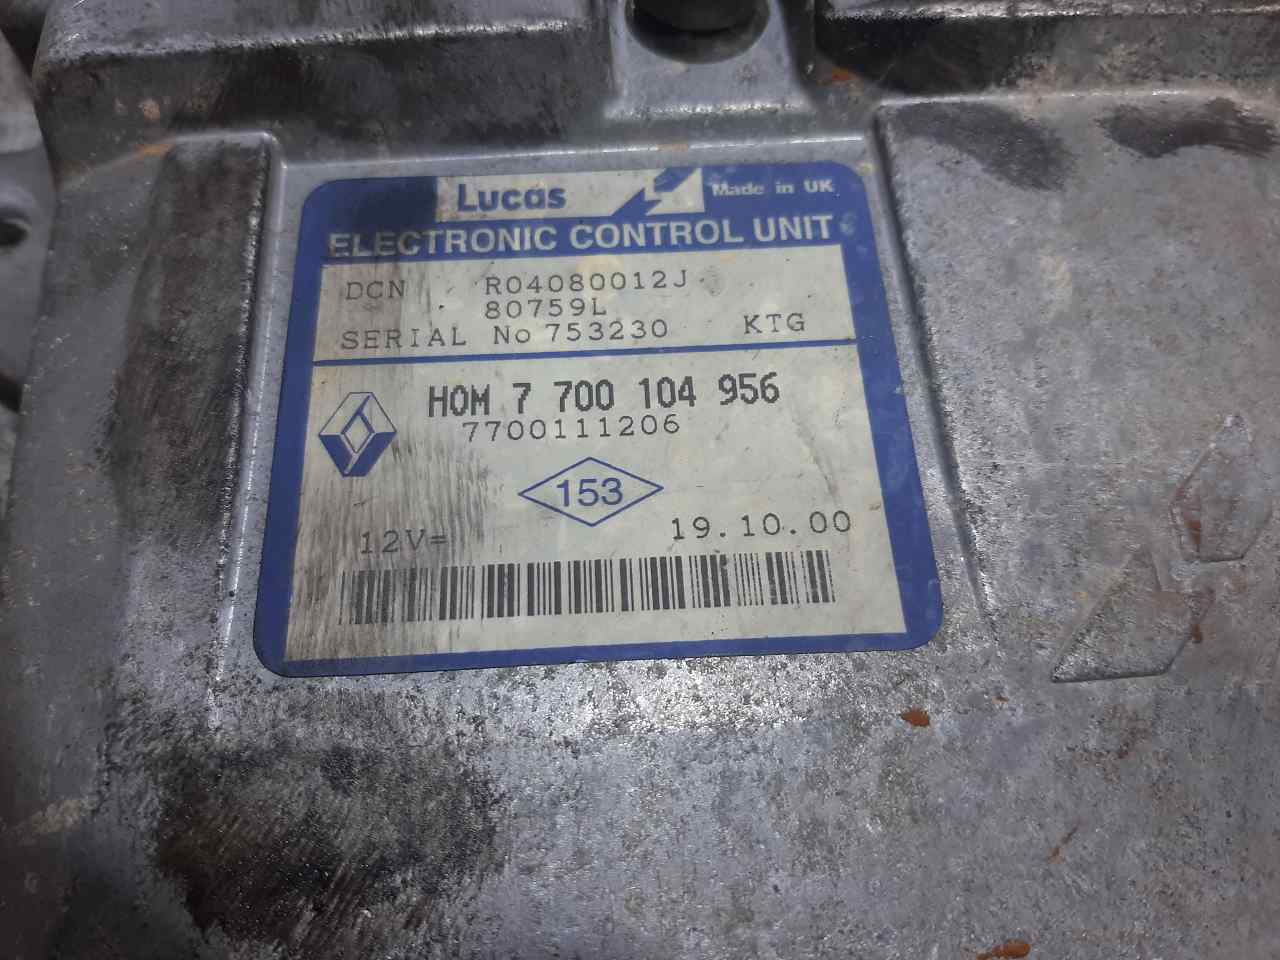 Lucas Made in UK
ELECTRONIC CONTROL UNIT
DCN R04080012J
80759L
SERIAL No 753230 KTG
HOM 7 700 104 956
7700111206
153
12V= 19.10.00